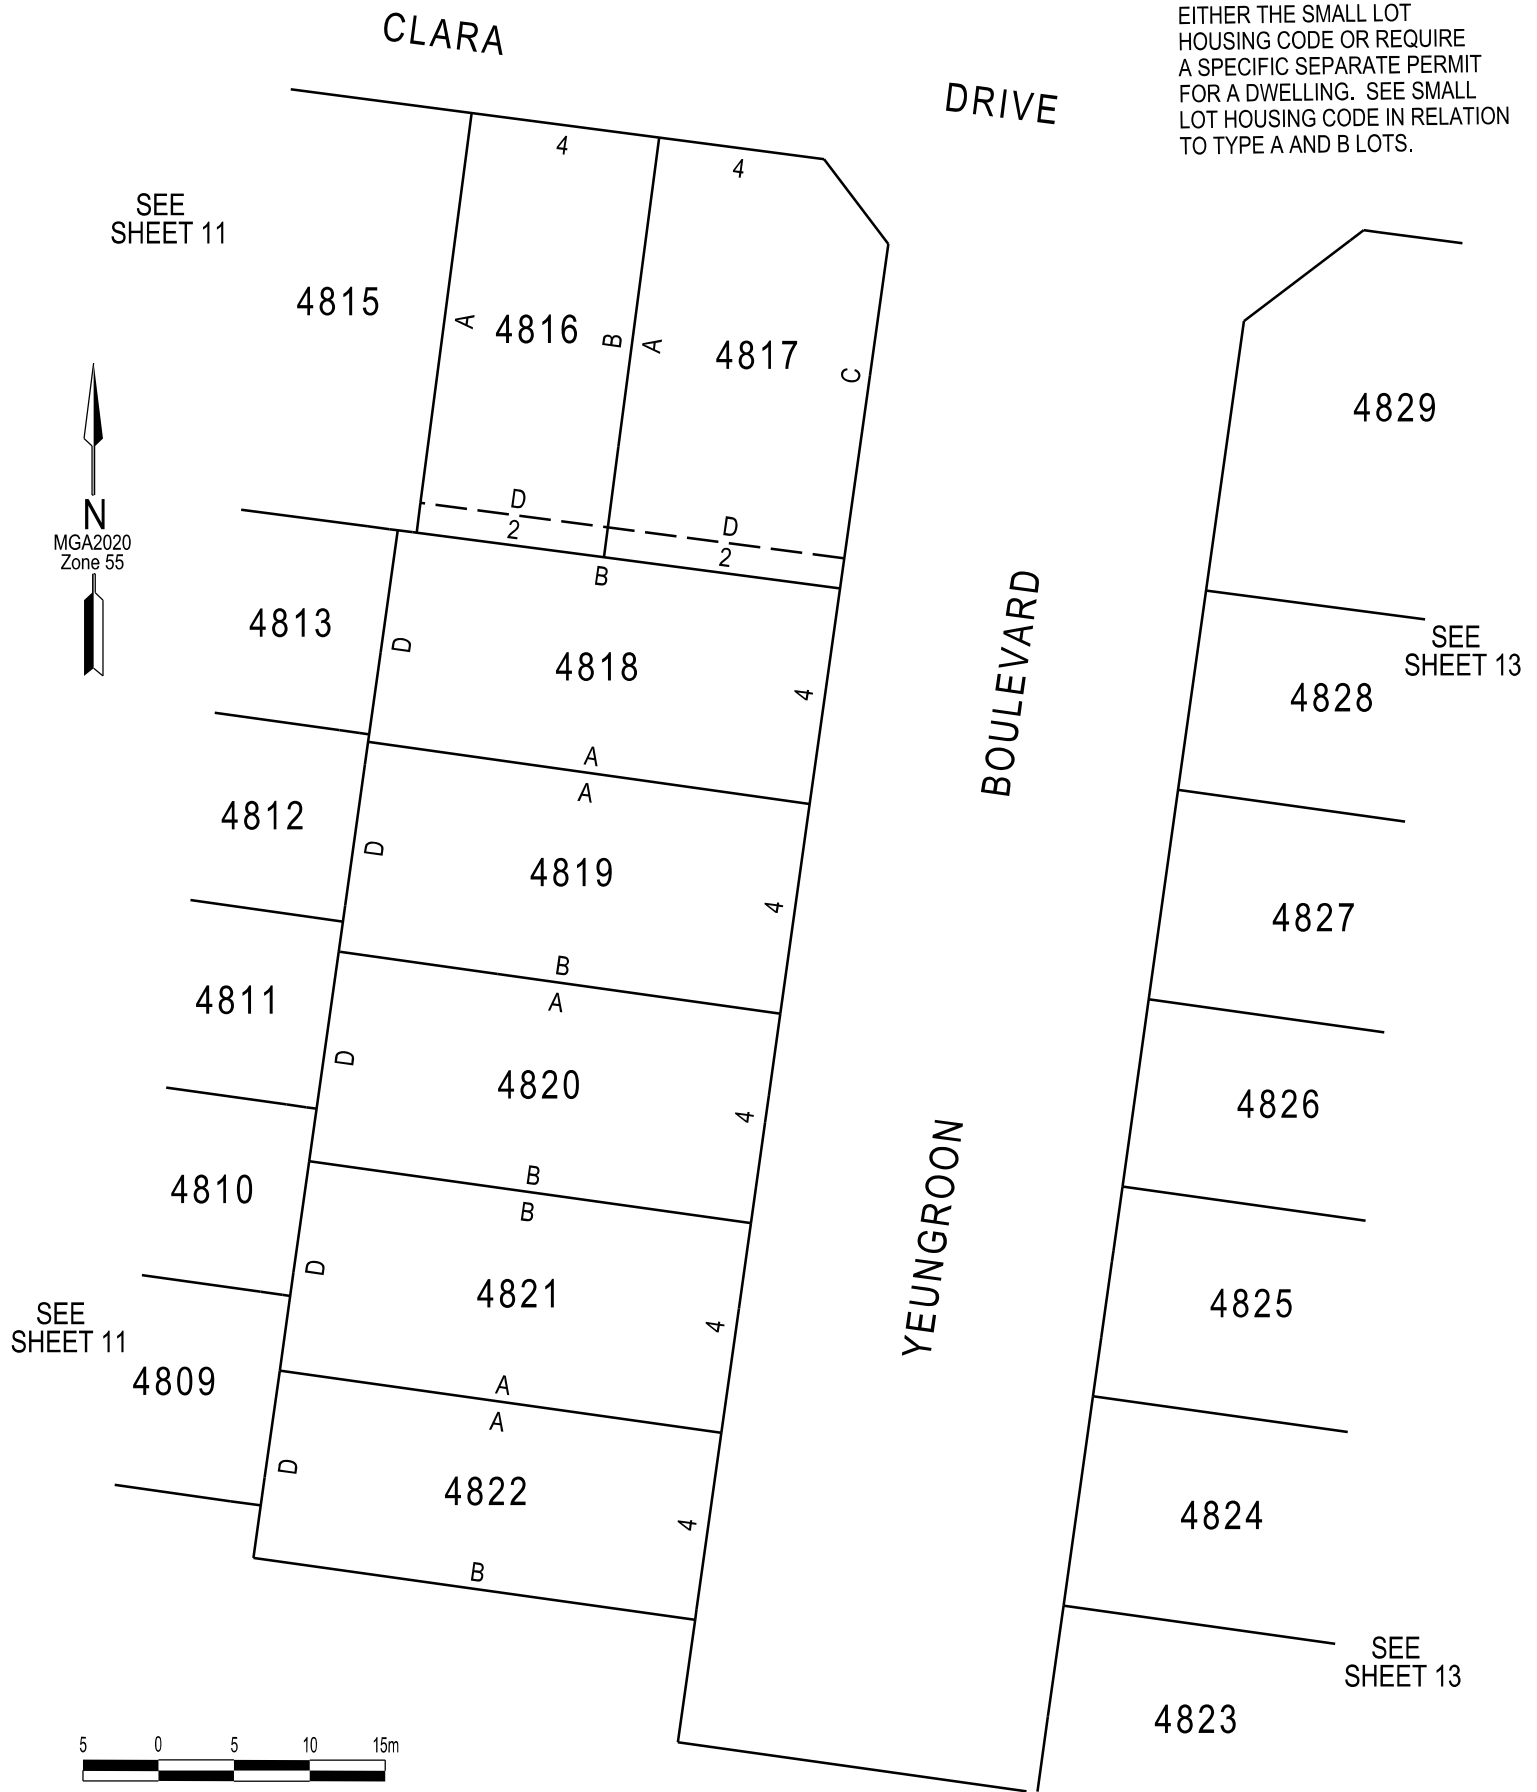 CLARA
DRIVE
EITHER THE SMALL LOT
HOUSING CODE OR REQUIRE
A SPECIFIC SEPARATE PERMIT
FOR A DWELLING. SEE SMALL
LOT HOUSING CODE IN RELATION
TO TYPE A AND B LOTS.
4
4
SEE
SHEET 11
4815
A
4816
B
A
4817
C
4829
N
MGA2020
Zone 55
D
2
D
2
B
4813
D
4818
4
BOULEVARD
SEE
SHEET 13
4828
A
A
4812
D
4819
4
4827
B
A
4811
D
4820
4
4826
B
B
4810
D
4821
4
YEUNGROON
4825
SEE
SHEET 11
4809
A
A
D
4822
4
4824
B
SEE
SHEET 13
4823
5 0 5 10 15m